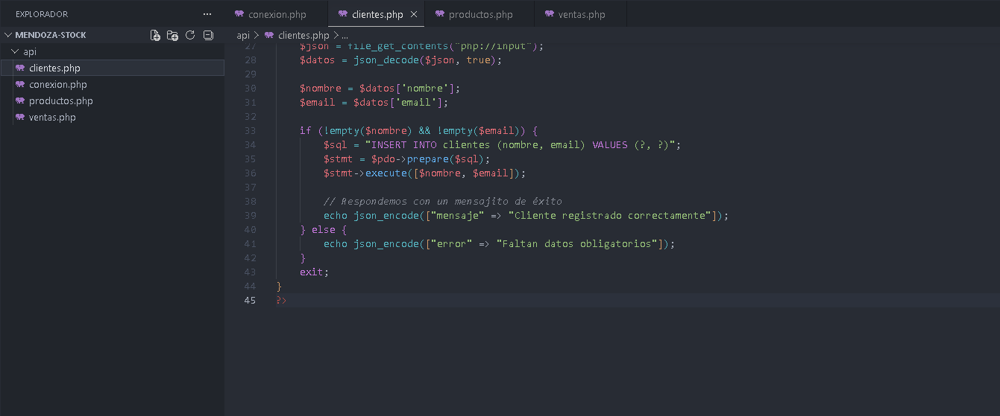 EXPLORADOR ...
conexion.php clientes.php productos.php ventas.php
MENDOZA-STOCK
api > clientes.php > ...
api
clientes.php
conexion.php
productos.php
ventas.php
27 $json = file_get_contents("php://input");
28 $datos = json_decode($json, true);
29
30 $nombre = $datos['nombre'];
31 $email = $datos['email'];
32
33 if (!empty($nombre) && !empty($email)) {
34 $sql = "INSERT INTO clientes (nombre, email) VALUES (?, ?)";
35 $stmt = $pdo->prepare($sql);
36 $stmt->execute([$nombre, $email]);
37
38 // Respondemos con un mensajito de éxito
39 echo json_encode(["mensaje" => "Cliente registrado correctamente"]);
40 } else {
41 echo json_encode(["error" => "Faltan datos obligatorios"]);
42 }
43 exit;
44 }
45 ?>